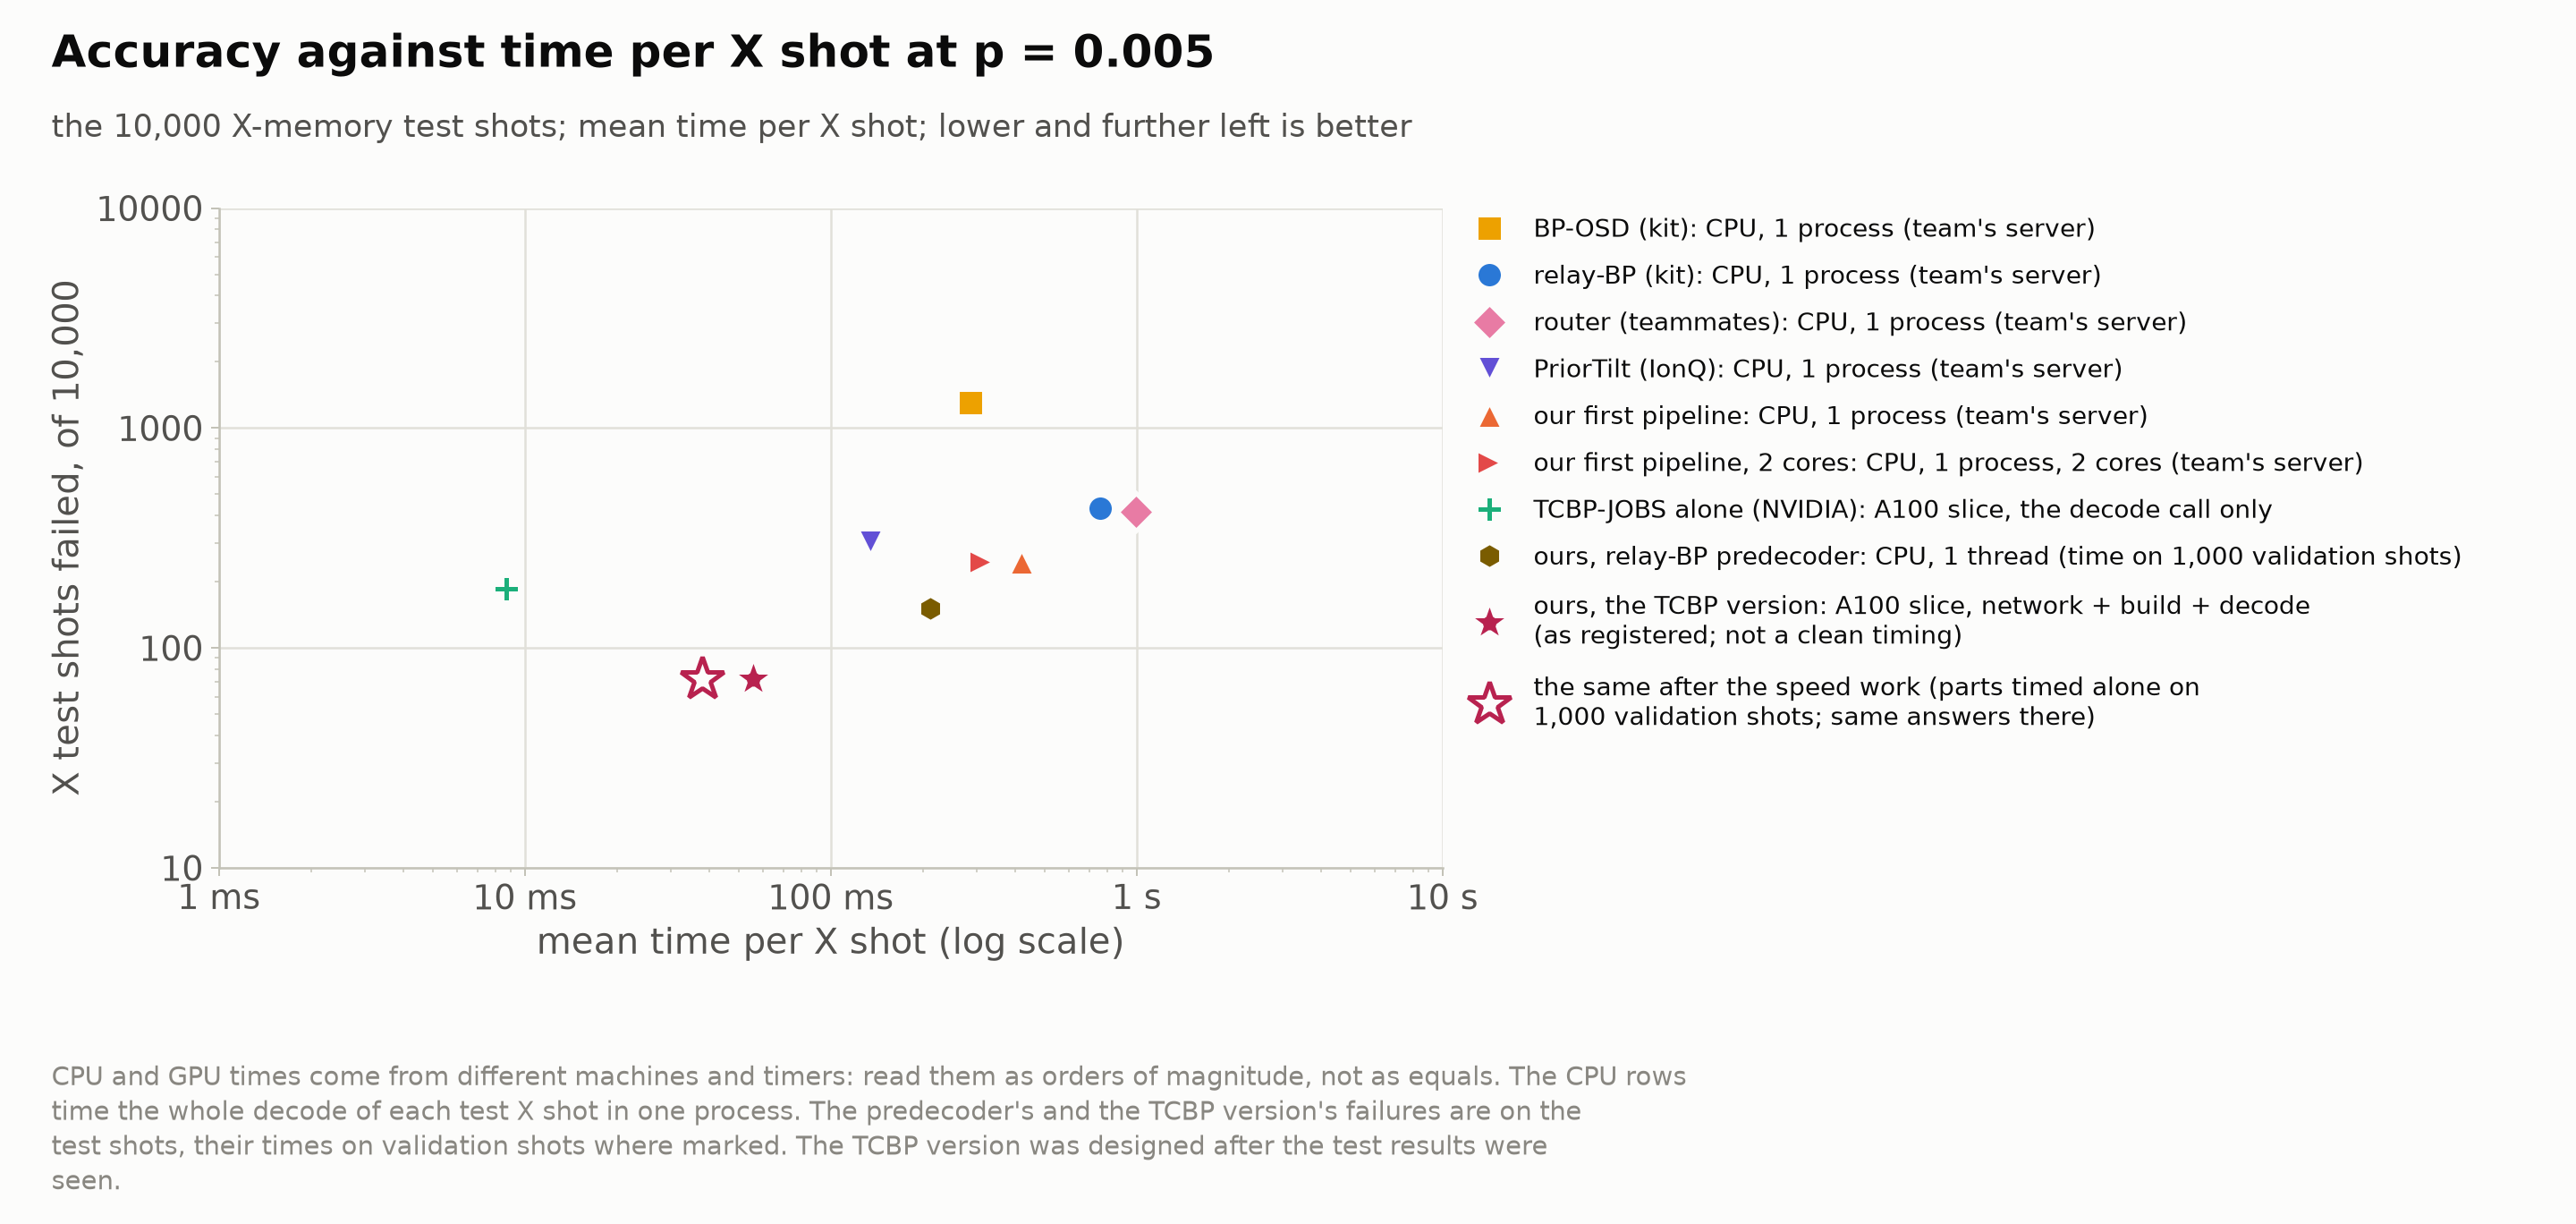 Accuracy against time per X shot at p = 0.005
the 10,000 X-memory test shots; mean time per X shot; lower and further left is better
X test shots failed, of 10,000
10000
1000
100
10
1 ms
10 ms
100 ms
1 s
10 s
mean time per X shot (log scale)
BP-OSD (kit): CPU, 1 process (team's server)
relay-BP (kit): CPU, 1 process (team's server)
router (teammates): CPU, 1 process (team's server)
PriorTilt (IonQ): CPU, 1 process (team's server)
our first pipeline: CPU, 1 process (team's server)
our first pipeline, 2 cores: CPU, 1 process, 2 cores (team's server)
TCBP-JOBS alone (NVIDIA): A100 slice, the decode call only
ours, relay-BP predecoder: CPU, 1 thread (time on 1,000 validation shots)
ours, the TCBP version: A100 slice, network + build + decode
(as registered; not a clean timing)
the same after the speed work (parts timed alone on
1,000 validation shots; same answers there)
CPU and GPU times come from different machines and timers: read them as orders of magnitude, not as equals. The CPU rows
time the whole decode of each test X shot in one process. The predecoder's and the TCBP version's failures are on the
test shots, their times on validation shots where marked. The TCBP version was designed after the test results were
seen.